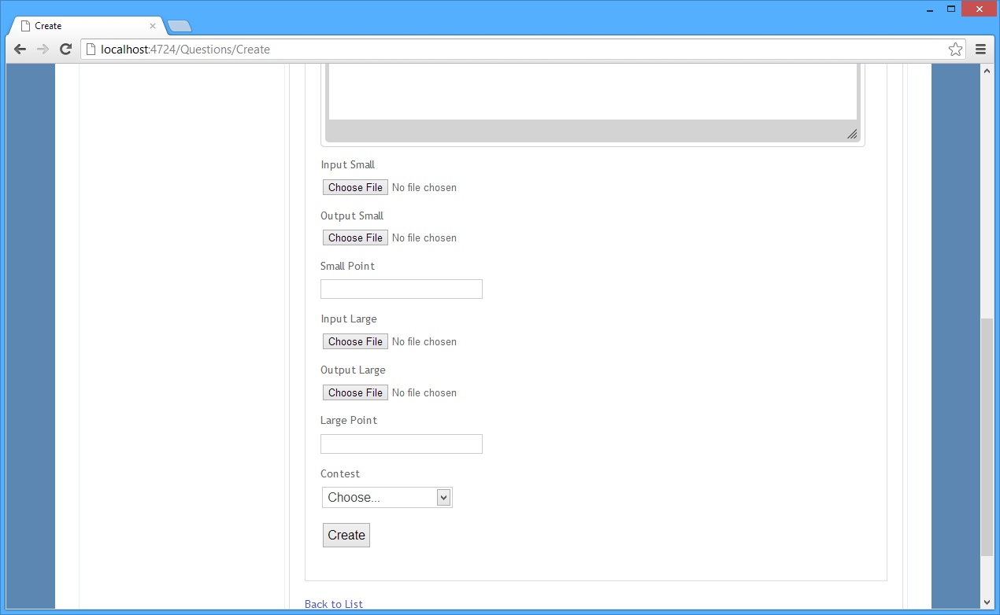 Create
localhost:4724/Questions/Create
Input Small
Choose File No file chosen
Output Small
Choose File No file chosen
Small Point
Input Large
Choose File No file chosen
Output Large
Choose File No file chosen
Large Point
Contest
Choose...
Create
Back to List